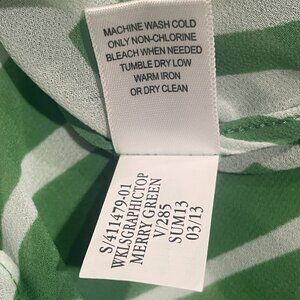 MACHINE WASH COLD
ONLY NON-CHLORINE
BLEACH WHEN NEEDED
TUMBLE DRY LOW
WARM IRON
OR DRY CLEAN
S/411479-01
WKLSGRAPHICTOP
MERRY GREEN
V/285
SUM13
03/13